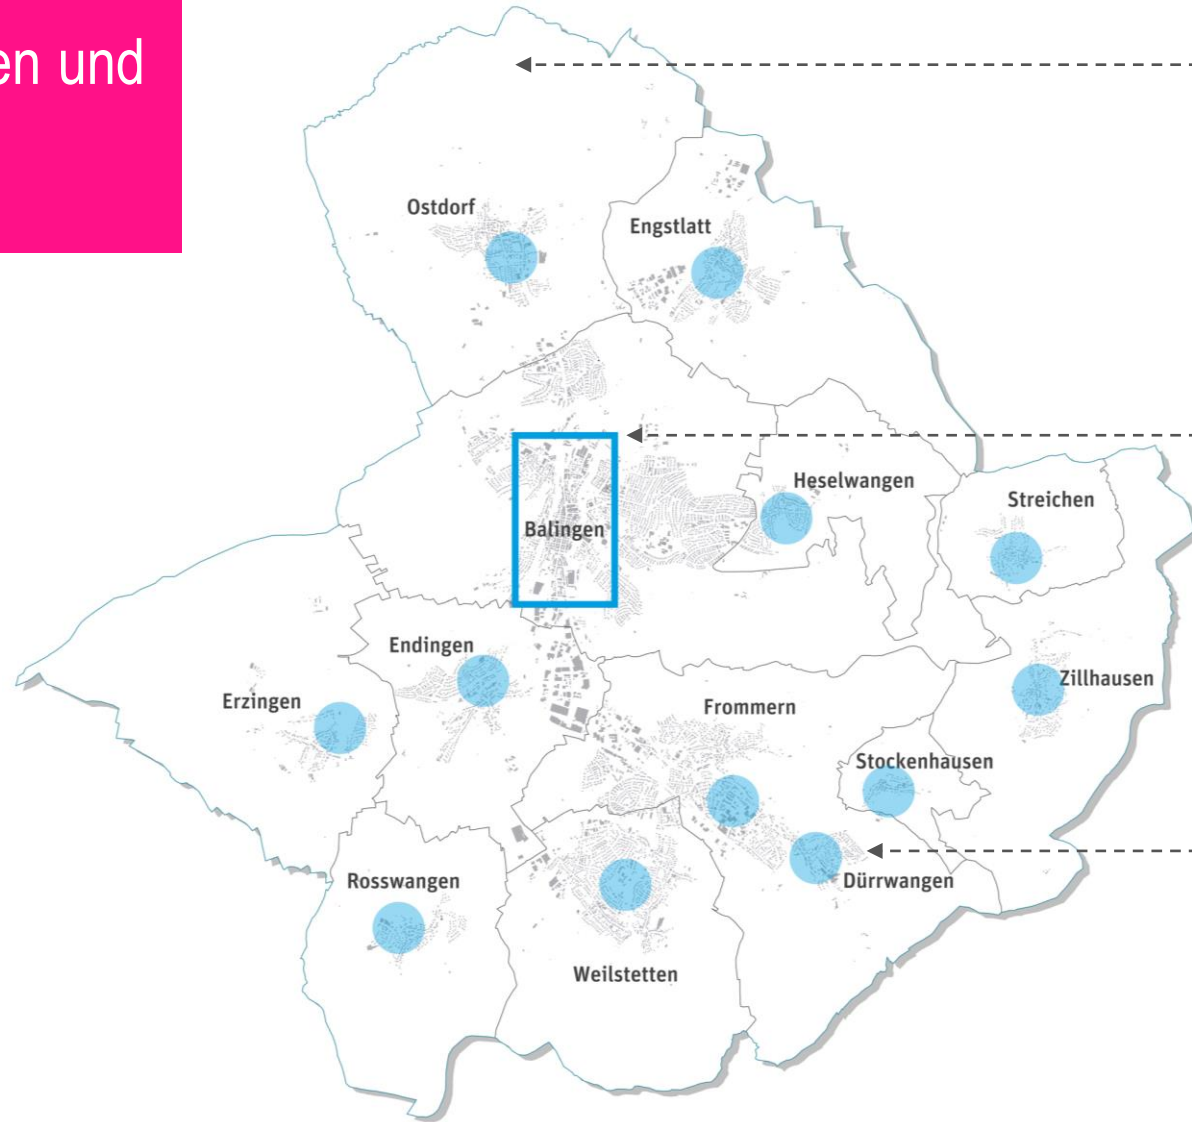 en und
Ostdorf
Engstlatt
Heselwangen
Streichen
Balingen
Endingen
Zillhausen
Erzingen
Frommern
Stockenhausen
Rosswangen
Dürrwangen
Weilstetten